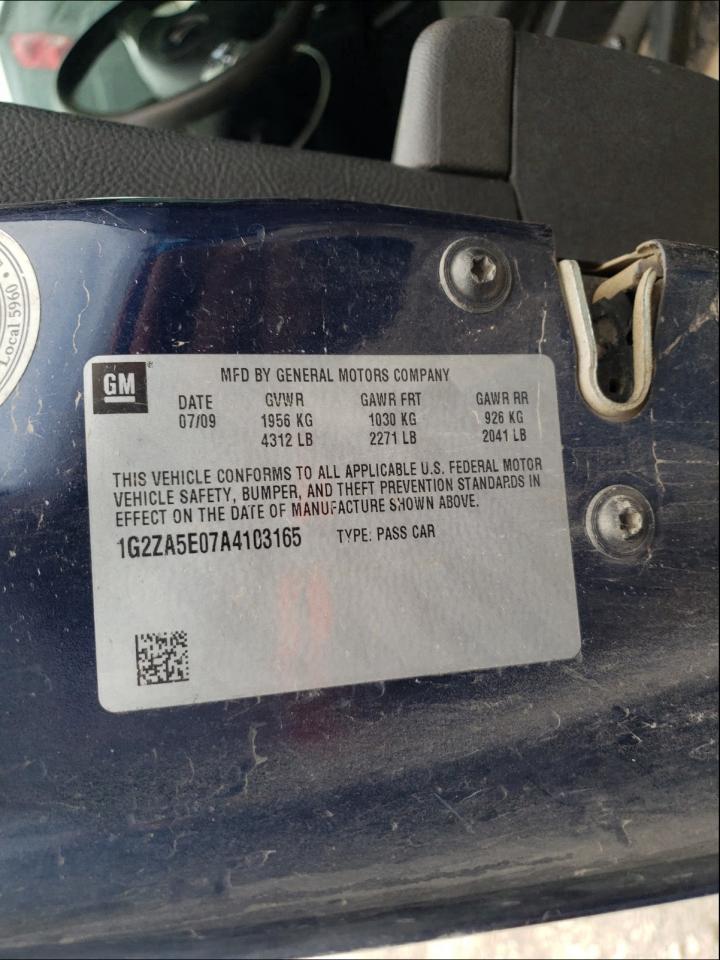 Local 5960
GM
MFD BY GENERAL MOTORS COMPANY
DATE GVWR GAWR FRT GAWR RR
07/09 1956 KG 1030 KG 926 KG
4312 LB 2271 LB 2041 LB
THIS VEHICLE CONFORMS TO ALL APPLICABLE U.S. FEDERAL MOTOR
VEHICLE SAFETY, BUMPER, AND THEFT PREVENTION STANDARDS IN
EFFECT ON THE DATE OF MANUFACTURE SHOWN ABOVE.
1G2ZA5E07A4103165 TYPE: PASS CAR